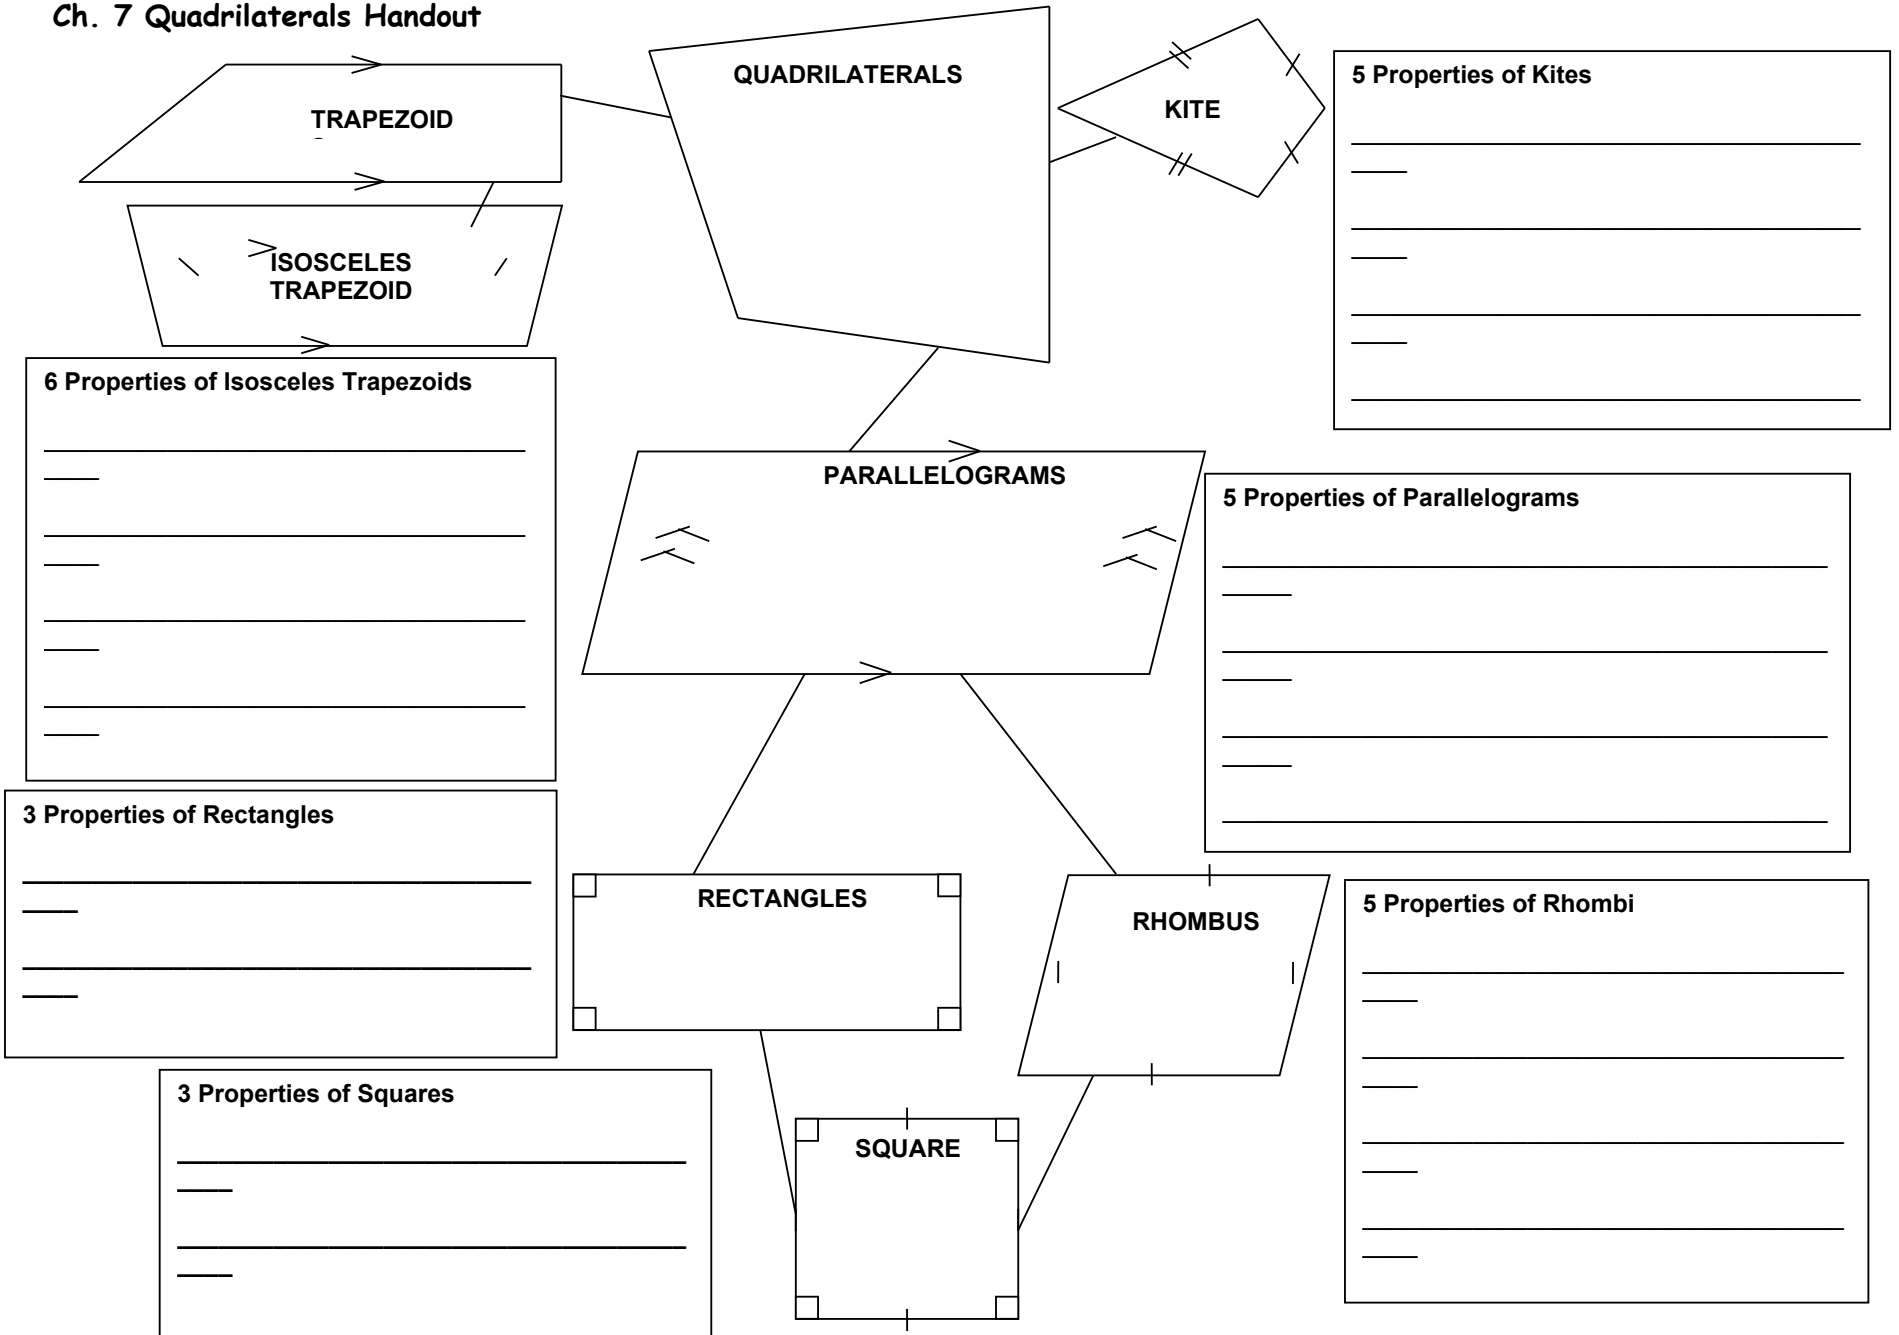 Ch. 7 Quadrilaterals Handout
QUADRILATERALS
TRAPEZOID
KITE
5 Properties of Kites
ISOSCELES
TRAPEZOID
6 Properties of Isosceles Trapezoids
PARALLELOGRAMS
5 Properties of Parallelograms
3 Properties of Rectangles
RECTANGLES
RHOMBUS
5 Properties of Rhombi
3 Properties of Squares
SQUARE